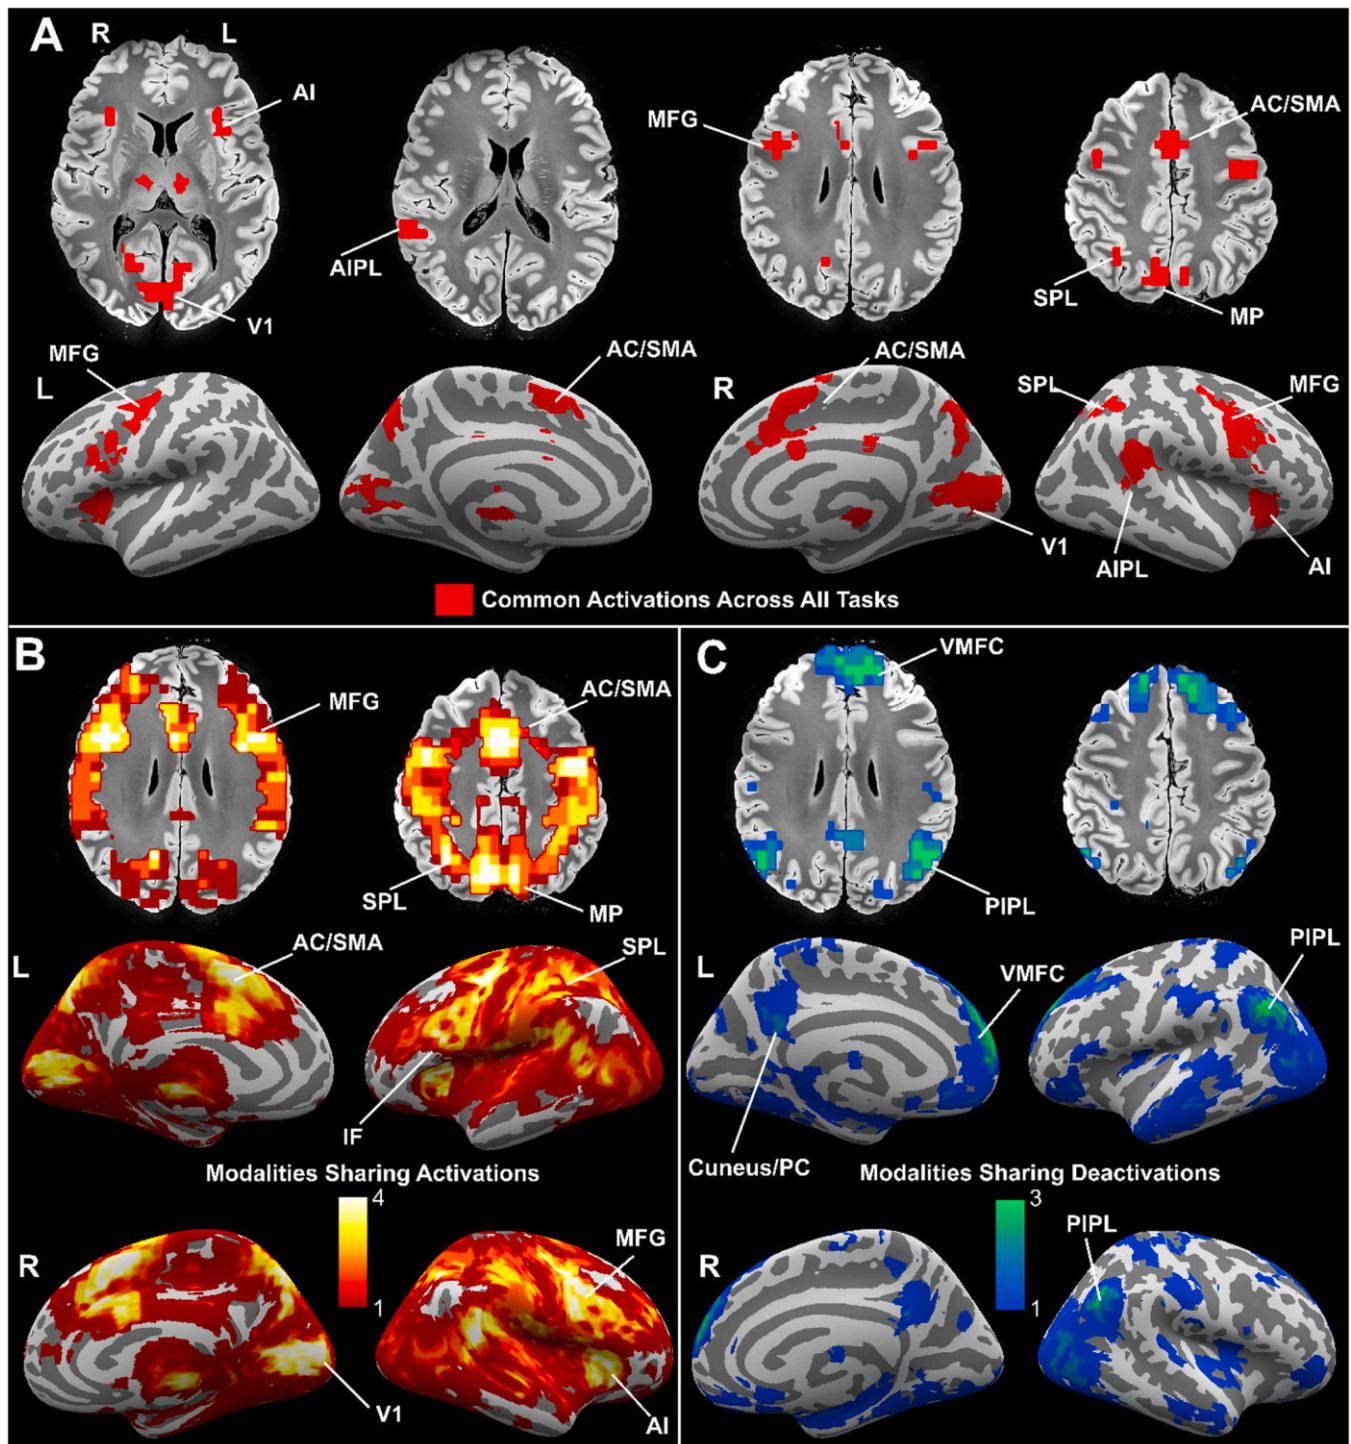 A
R
L
AI
V1
AIPL
MFG
AC/SMA
SPL
MP
L
MFG
AC/SMA
R
AC/SMA
V1
SPL
MFG
AIPL
AI
Common Activations Across All Tasks
B
MFG
AC/SMA
SPL
MP
L
AC/SMA
SPL
IF
Modalities Sharing Activations
4
1
R
V1
MFG
AI
C
VMFC
PIPL
L
VMFC
PIPL
Cuneus/PC
Modalities Sharing Deactivations
3
1
R
PIPL